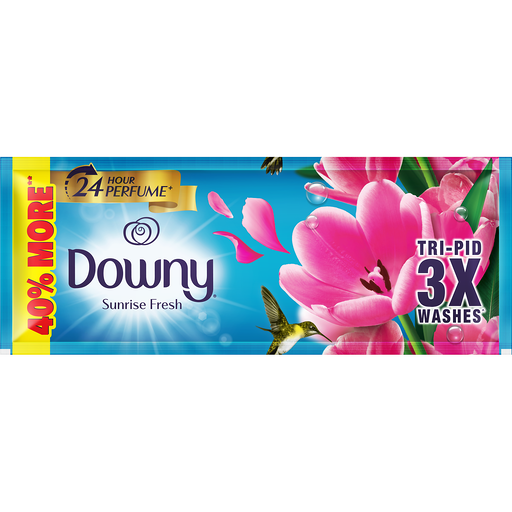 40% MORE**
24 HOUR
PERFUME+
Downy®
Sunrise Fresh
TRI-PID
3X
WASHES^